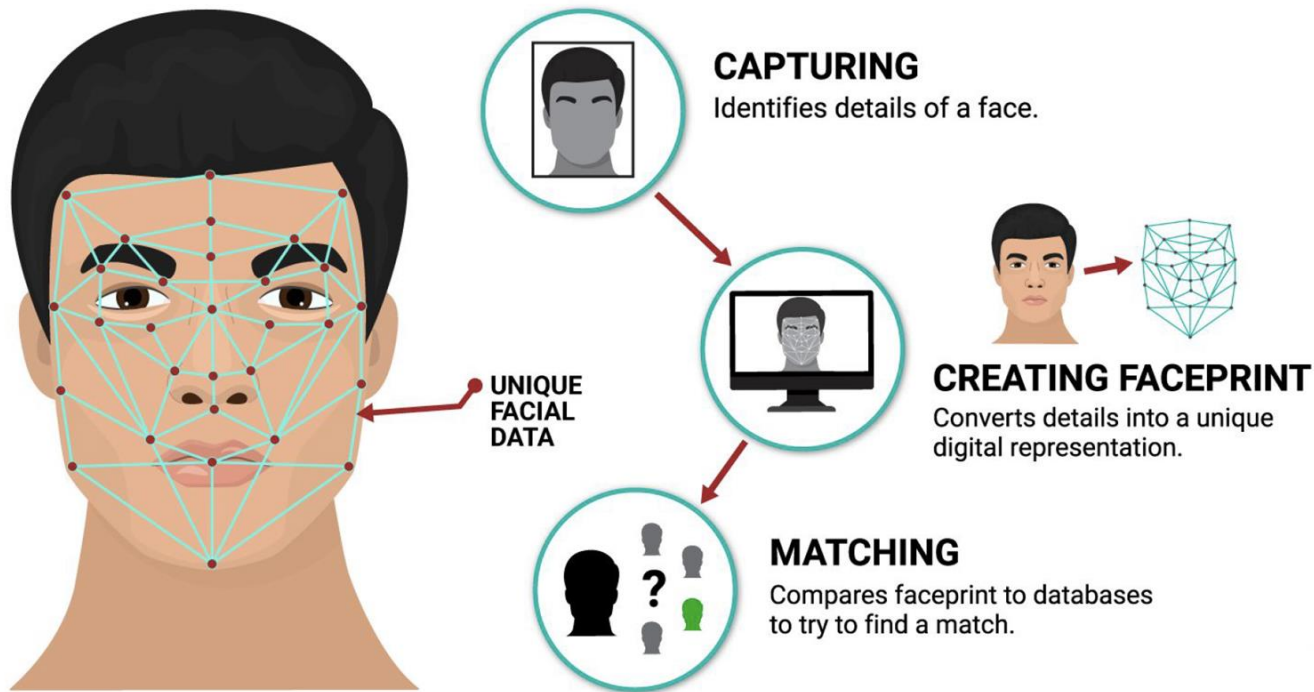 CAPTURING
Identifies details of a face.
UNIQUE
FACIAL
DATA
CREATING FACEPRINT
Converts details into a unique
digital representation.
MATCHING
Compares faceprint to databases
to try to find a match.
?